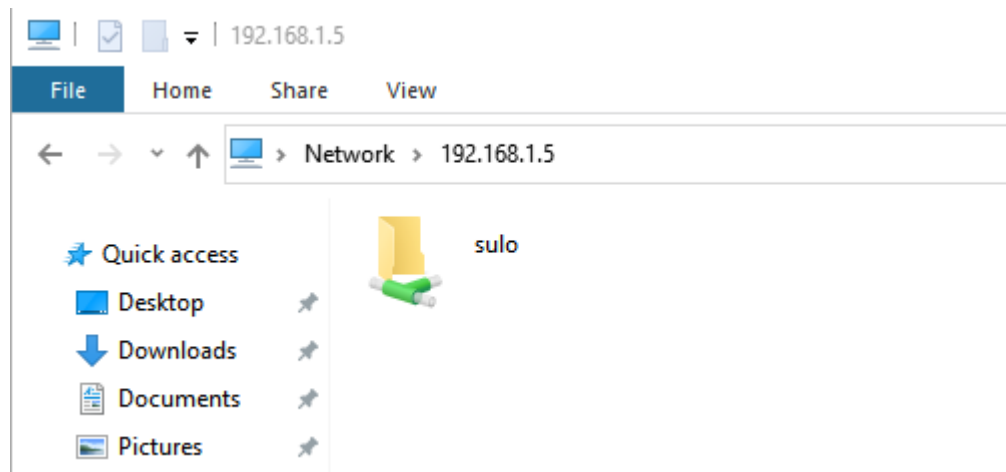 192.168.1.5
File Home Share View
Network > 192.168.1.5
Quick access
Desktop
Downloads
Documents
Pictures
sulo